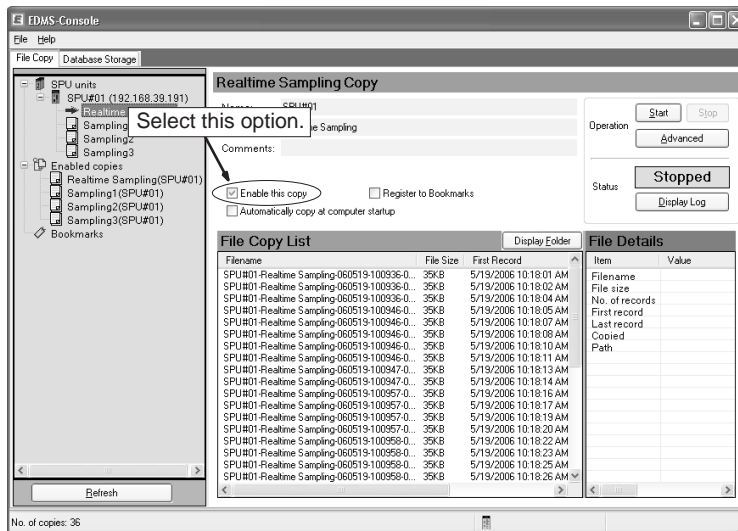 EDMS-Console
File Help
File Copy Database Storage
SPU units
SPU#01 (192.168.39.191)
Realtime
Sampling
Sampling2
Sampling3
Enabled copies
Realtime Sampling(SPU#01)
Sampling1(SPU#01)
Sampling2(SPU#01)
Sampling3(SPU#01)
Bookmarks
Refresh
Select this option.
Realtime Sampling Copy
SPU#01
Sampling
Comments:
Enable this copy Register to Bookmarks
Automatically copy at computer startup
Operation Start Stop
Advanced
Status Stopped
Display Log
File Copy List Display Folder
Filename File Size First Record
SPU#01-Realtime Sampling-060519-100936-0... 35KB 5/19/2006 10:18:01 AM
SPU#01-Realtime Sampling-060519-100936-0... 35KB 5/19/2006 10:18:02 AM
SPU#01-Realtime Sampling-060519-100936-0... 35KB 5/19/2006 10:18:04 AM
SPU#01-Realtime Sampling-060519-100946-0... 35KB 5/19/2006 10:18:05 AM
SPU#01-Realtime Sampling-060519-100946-0... 35KB 5/19/2006 10:18:07 AM
SPU#01-Realtime Sampling-060519-100946-0... 35KB 5/19/2006 10:18:08 AM
SPU#01-Realtime Sampling-060519-100946-0... 35KB 5/19/2006 10:18:10 AM
SPU#01-Realtime Sampling-060519-100946-0... 35KB 5/19/2006 10:18:11 AM
SPU#01-Realtime Sampling-060519-100947-0... 35KB 5/19/2006 10:18:13 AM
SPU#01-Realtime Sampling-060519-100947-0... 35KB 5/19/2006 10:18:14 AM
SPU#01-Realtime Sampling-060519-100957-0... 35KB 5/19/2006 10:18:16 AM
SPU#01-Realtime Sampling-060519-100957-0... 35KB 5/19/2006 10:18:17 AM
SPU#01-Realtime Sampling-060519-100957-0... 35KB 5/19/2006 10:18:19 AM
SPU#01-Realtime Sampling-060519-100957-0... 35KB 5/19/2006 10:18:20 AM
SPU#01-Realtime Sampling-060519-100958-0... 35KB 5/19/2006 10:18:22 AM
SPU#01-Realtime Sampling-060519-100958-0... 35KB 5/19/2006 10:18:23 AM
SPU#01-Realtime Sampling-060519-100958-0... 35KB 5/19/2006 10:18:25 AM
SPU#01-Realtime Sampling-060519-100958-0... 35KB 5/19/2006 10:18:26 AM
File Details
Item Value
Filename
File size
No. of records
First record
Last record
Copied
Path
No. of copies: 36